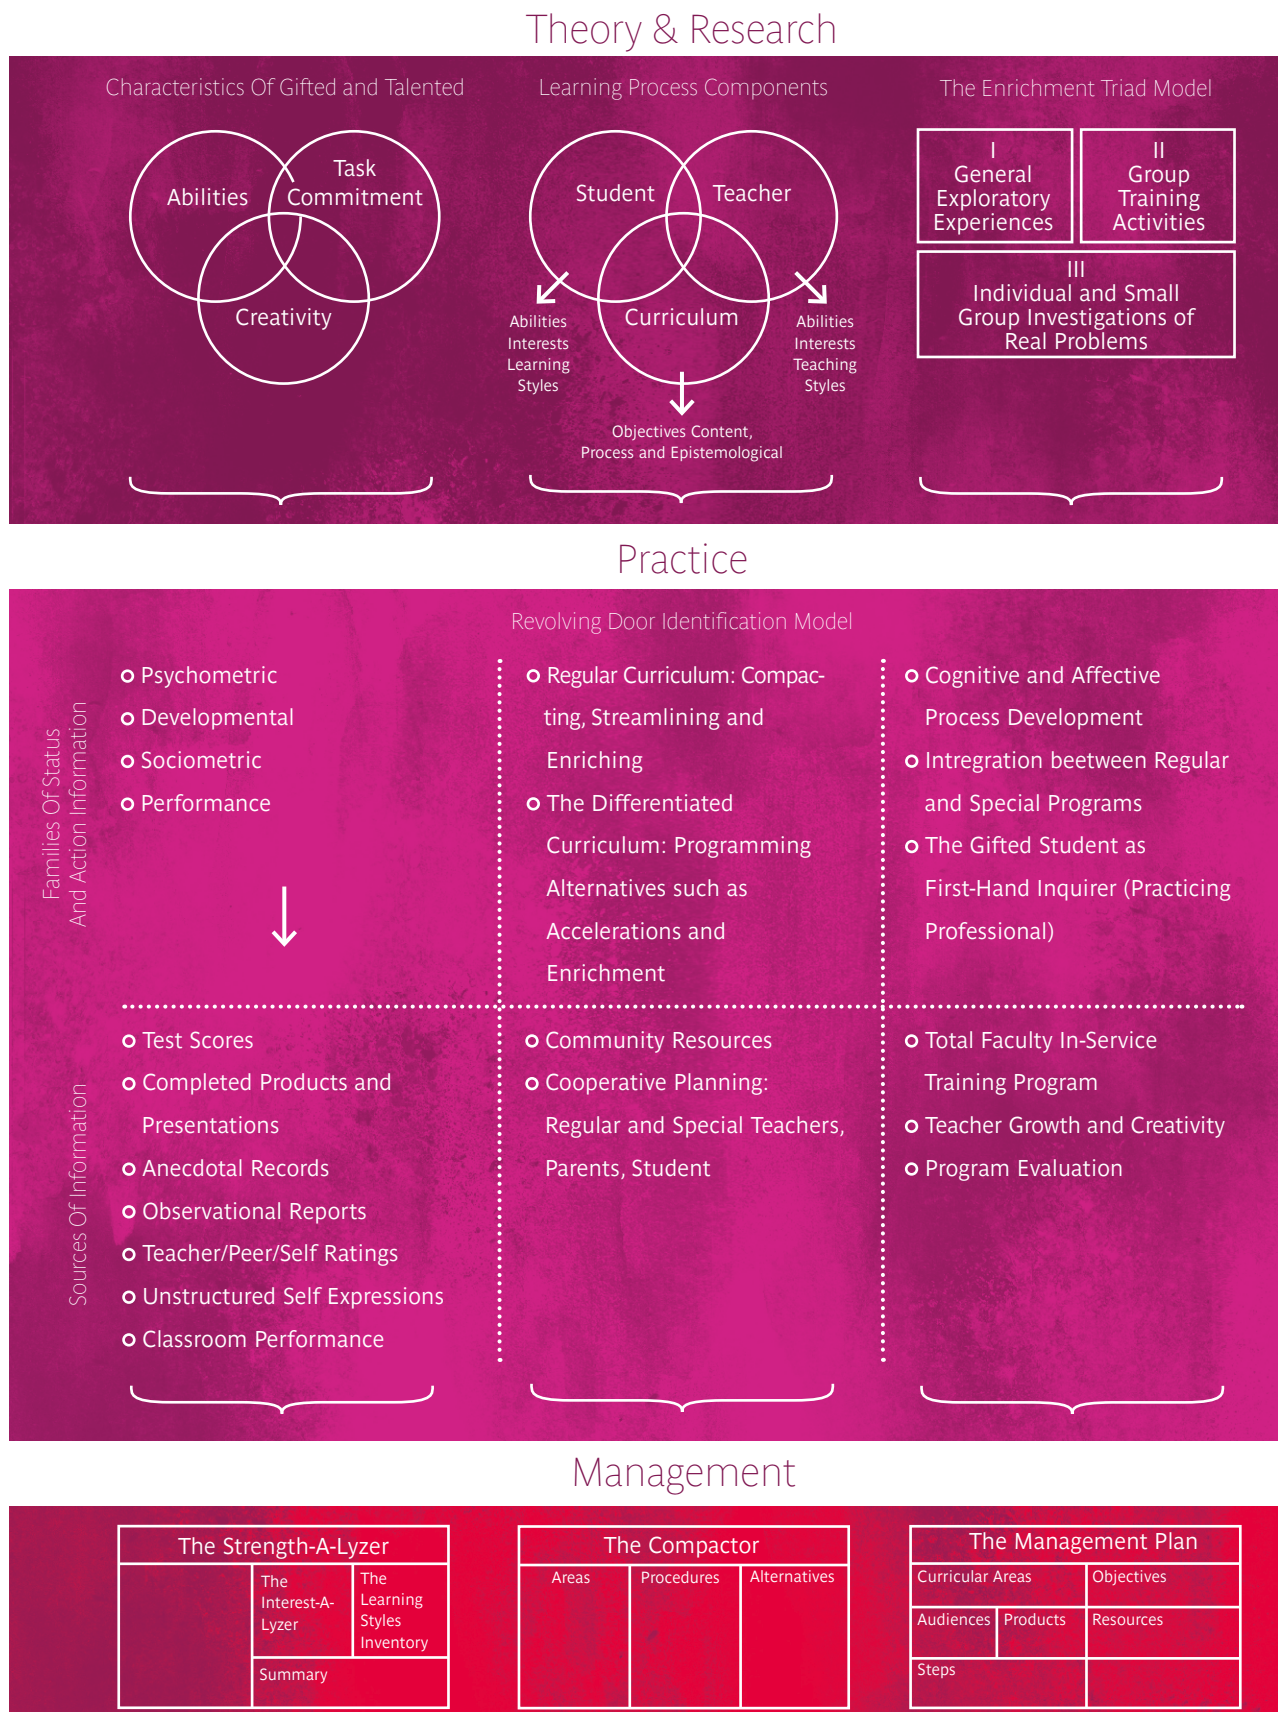 Theory & Research
Characteristics Of Gifted and Talented
Abilities
Task
Commitment
Creativity
Learning Process Components
Student
Teacher
Curriculum
Abilities
Interests
Learning
Styles
Abilities
Interests
Teaching
Styles
Objectives Content,
Process and Epistemological
The Enrichment Triad Model
I
General
Exploratory
Experiences
II
Group
Training
Activities
III
Individual and Small
Group Investigations of
Real Problems
Practice
Revolving Door Identification Model
Families Of Status
And Action Information
Psychometric
Developmental
Sociometric
Performance
Regular Curriculum: Compac-
ting, Streamlining and
Enriching
The Differentiated
Curriculum: Programming
Alternatives such as
Accelerations and
Enrichment
Cognitive and Affective
Process Development
Intregration beetween Regular
and Special Programs
The Gifted Student as
First-Hand Inquirer (Practicing
Professional)
Sources Of Information
Test Scores
Completed Products and
Presentations
Anecdotal Records
Observational Reports
Teacher/Peer/Self Ratings
Unstructured Self Expressions
Classroom Performance
Community Resources
Cooperative Planning:
Regular and Special Teachers,
Parents, Student
Total Faculty In-Service
Training Program
Teacher Growth and Creativity
Program Evaluation
Management
The Strength-A-Lyzer
The
Interest-A-
Lyzer
The
Learning
Styles
Inventory
Summary
The Compactor
Areas
Procedures
Alternatives
The Management Plan
Curricular Areas
Objectives
Audiences
Products
Resources
Steps